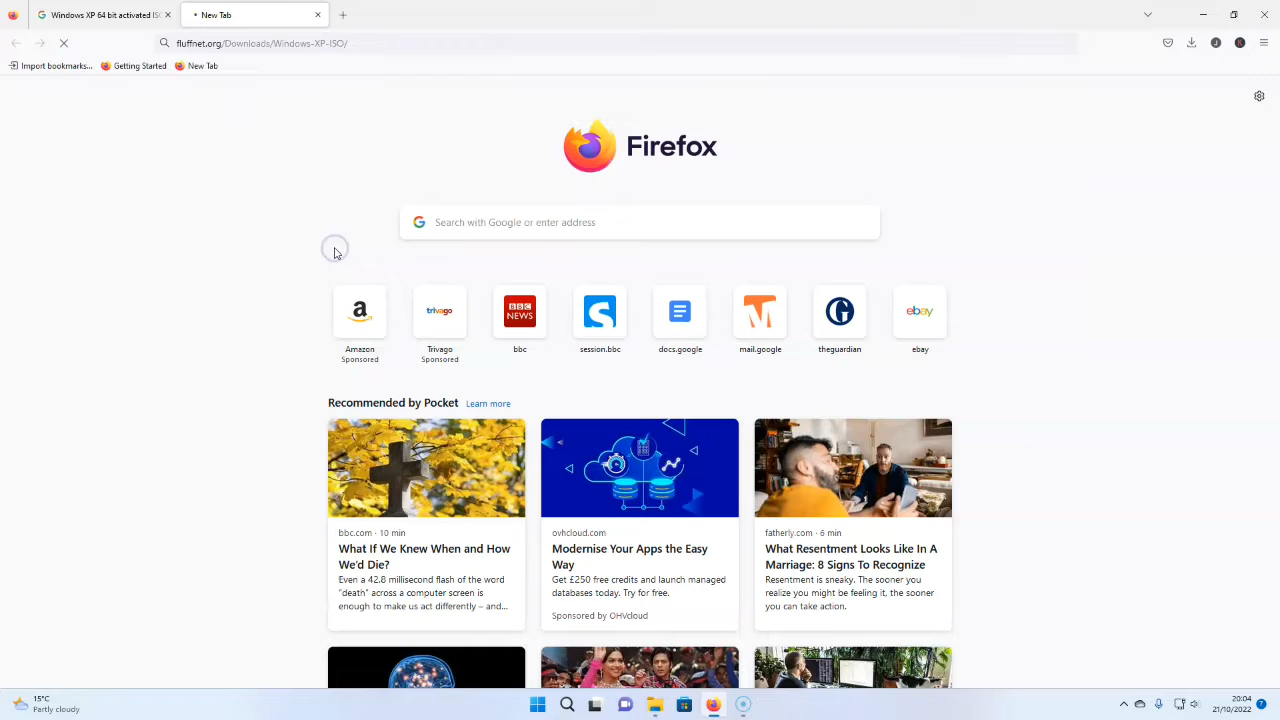 Windows XP 64 bit activated ISO
New Tab
fluffnet.org/Downloads/Windows-XP-ISO/
Import bookmarks... Getting Started New Tab
Firefox
Search with Google or enter address
a
trivago
BBC
NEWS
S
ebay
Amazon
Sponsored
Trivago
Sponsored
bbc
session.bbc
docs.google
mail.google
theguardian
ebay
Recommended by Pocket Learn more
bbc.com · 10 min
What If We Knew When and How
We'd Die?
Even a 42.8 millisecond flash of the word
"death" across a computer screen is
enough to make us act differently – and...
ovhcloud.com
Modernise Your Apps the Easy
Way
Get £250 free credits and launch managed
databases today. Try for free.
Sponsored by OHVcloud
fatherly.com · 6 min
What Resentment Looks Like In A
Marriage: 8 Signs To Recognize
Resentment is sneaky. The sooner you
realize you might be feeling it, the sooner
you can take action.
15°C
Partly cloudy
20:04
21/10/2022